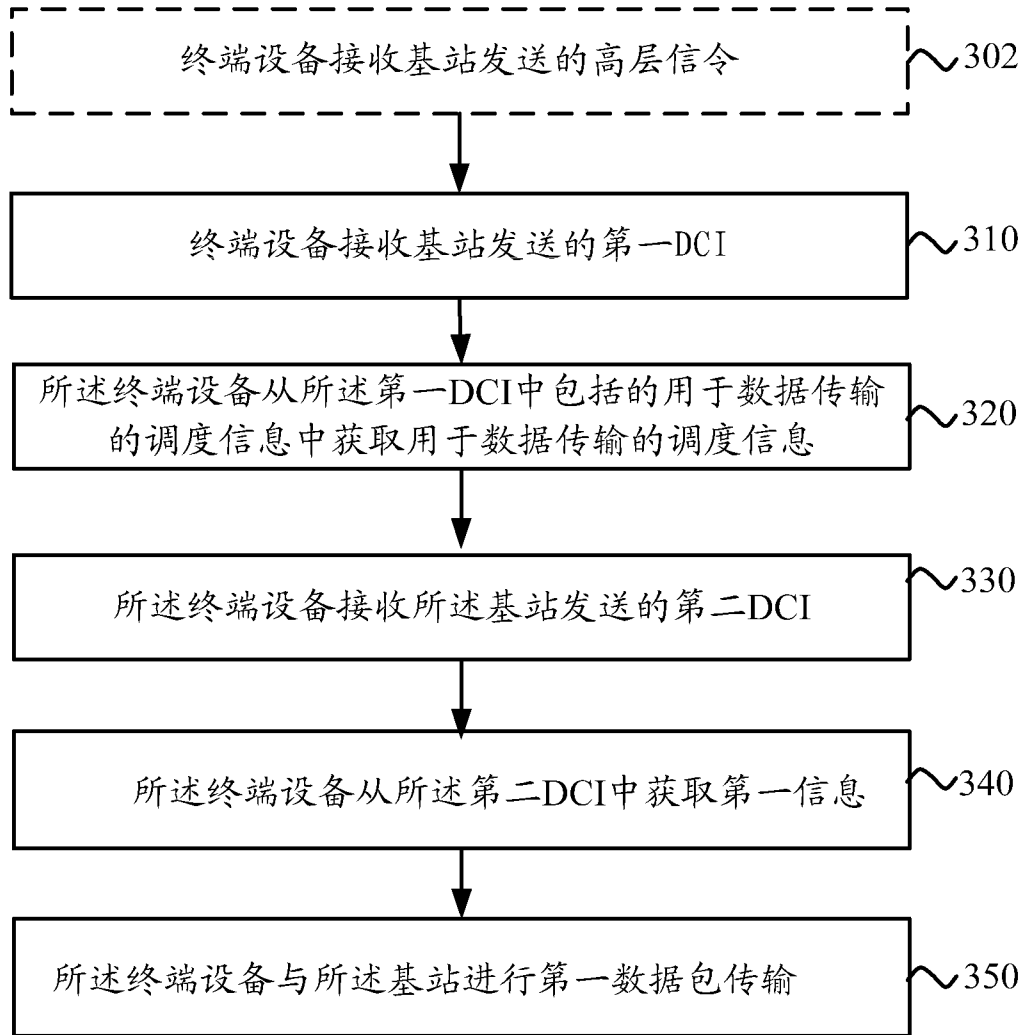 终端设备接收基站发送的高层信令
302
终端设备接收基站发送的第一DCI
310
所述终端设备从所述第一DCI中包括的用于数据传输
的调度信息中获取用于数据传输的调度信息
320
所述终端设备接收所述基站发送的第二DCI
330
所述终端设备从所述第二DCI中获取第一信息
340
所述终端设备与所述基站进行第一数据包传输
350